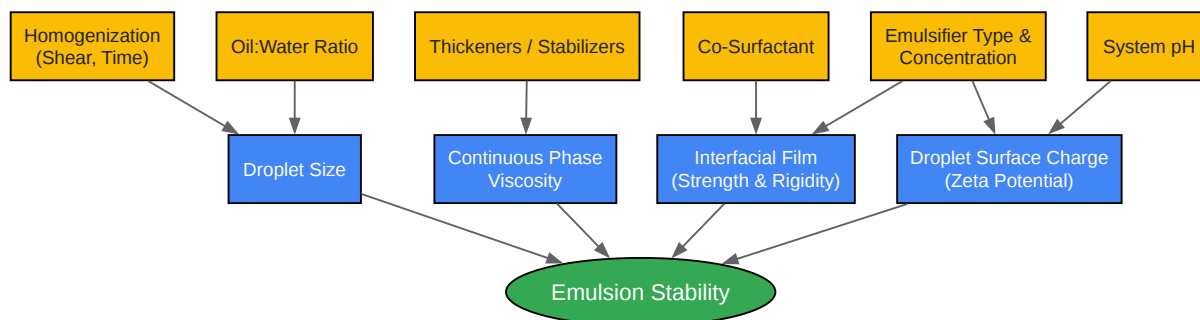 Homogenization
(Shear, Time)
Oil:Water Ratio
Thickeners / Stabilizers
Co-Surfactant
Emulsifier Type &
Concentration
System pH
Droplet Size
Continuous Phase
Viscosity
Interfacial Film
(Strength & Rigidity)
Droplet Surface Charge
(Zeta Potential)
Emulsion Stability